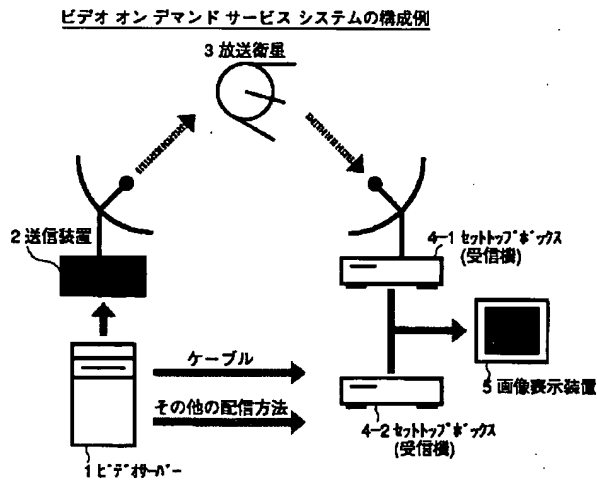 ビデオ オン デマンド サービス システムの構成例
3 放送衛星
2 送信装置
4-1 ｾｯﾄﾄｯﾌﾟﾎﾞｯｸｽ
(受信機)
ケーブル
その他の配信方法
5 画像表示装置
4-2 ｾｯﾄﾄｯﾌﾟﾎﾞｯｸｽ
(受信機)
1 ﾋﾞﾃﾞｵｻｰﾊﾞｰ